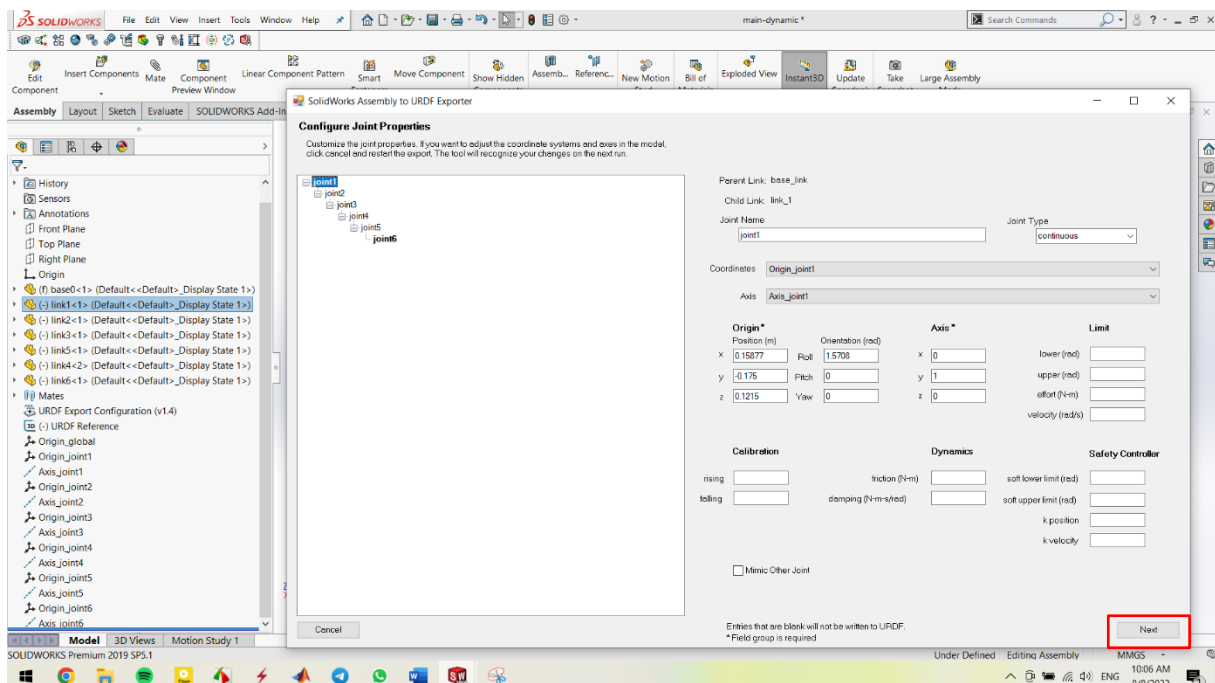 SOLIDWORKS File Edit View Insert Tools Window Help main-dynamic * Search Commands
Edit Component
Insert Components
Mate
Component Preview Window
Linear Component Pattern
Smart
Move Component
Show Hidden
Assemb...
Referenc...
New Motion
Bill of
Exploded View
Instant3D
Update
Take
Large Assembly
Assembly Layout Sketch Evaluate SOLIDWORKS Add-In
History
Sensors
Annotations
Front Plane
Top Plane
Right Plane
Origin
(f) base0<1> (Default<<Default>_Display State 1>)
(-) link1<1> (Default<<Default>_Display State 1>)
(-) link2<1> (Default<<Default>_Display State 1>)
(-) link3<1> (Default<<Default>_Display State 1>)
(-) link5<1> (Default<<Default>_Display State 1>)
(-) link4<2> (Default<<Default>_Display State 1>)
(-) link6<1> (Default<<Default>_Display State 1>)
Mates
URDF Export Configuration (v1.4)
(-) URDF Reference
Origin_global
Origin_joint1
Axis_joint1
Origin_joint2
Axis_joint2
Origin_joint3
Axis_joint3
Origin_joint4
Axis_joint4
Origin_joint5
Axis_joint5
Origin_joint6
Axis_joint6
Model 3D Views Motion Study 1
SolidWorks Assembly to URDF Exporter
Configure Joint Properties
Customize the joint properties. If you want to adjust the coordinate systems and axes in the model,
click cancel and restart the export. The tool will recognize your changes on the next run.
joint1
joint2
joint3
joint4
joint5
joint6
Parent Link: base_link
Child Link: link_1
Joint Name Joint Type
joint1 continuous
Coordinates Origin_joint1
Axis Axis_joint1
Origin* Axis* Limit
Position (m) Orientation (rad)
x 0.15877 Roll 1.5708 x 0 lower (rad)
y -0.175 Pitch 0 y 1 upper (rad)
z 0.1215 Yaw 0 z 0 effort (N-m)
velocity (rad/s)
Calibration Dynamics Safety Controller
rising friction (N-m) soft lower limit (rad)
falling damping (N-m-s/rad) soft upper limit (rad)
k position
k velocity
Mimic Other Joint
Entries that are blank will not be written to URDF.
* Field group is required
Cancel Next
SOLIDWORKS Premium 2019 SP5.1 Under Defined Editing Assembly MMGS
ENG 10:06 AM